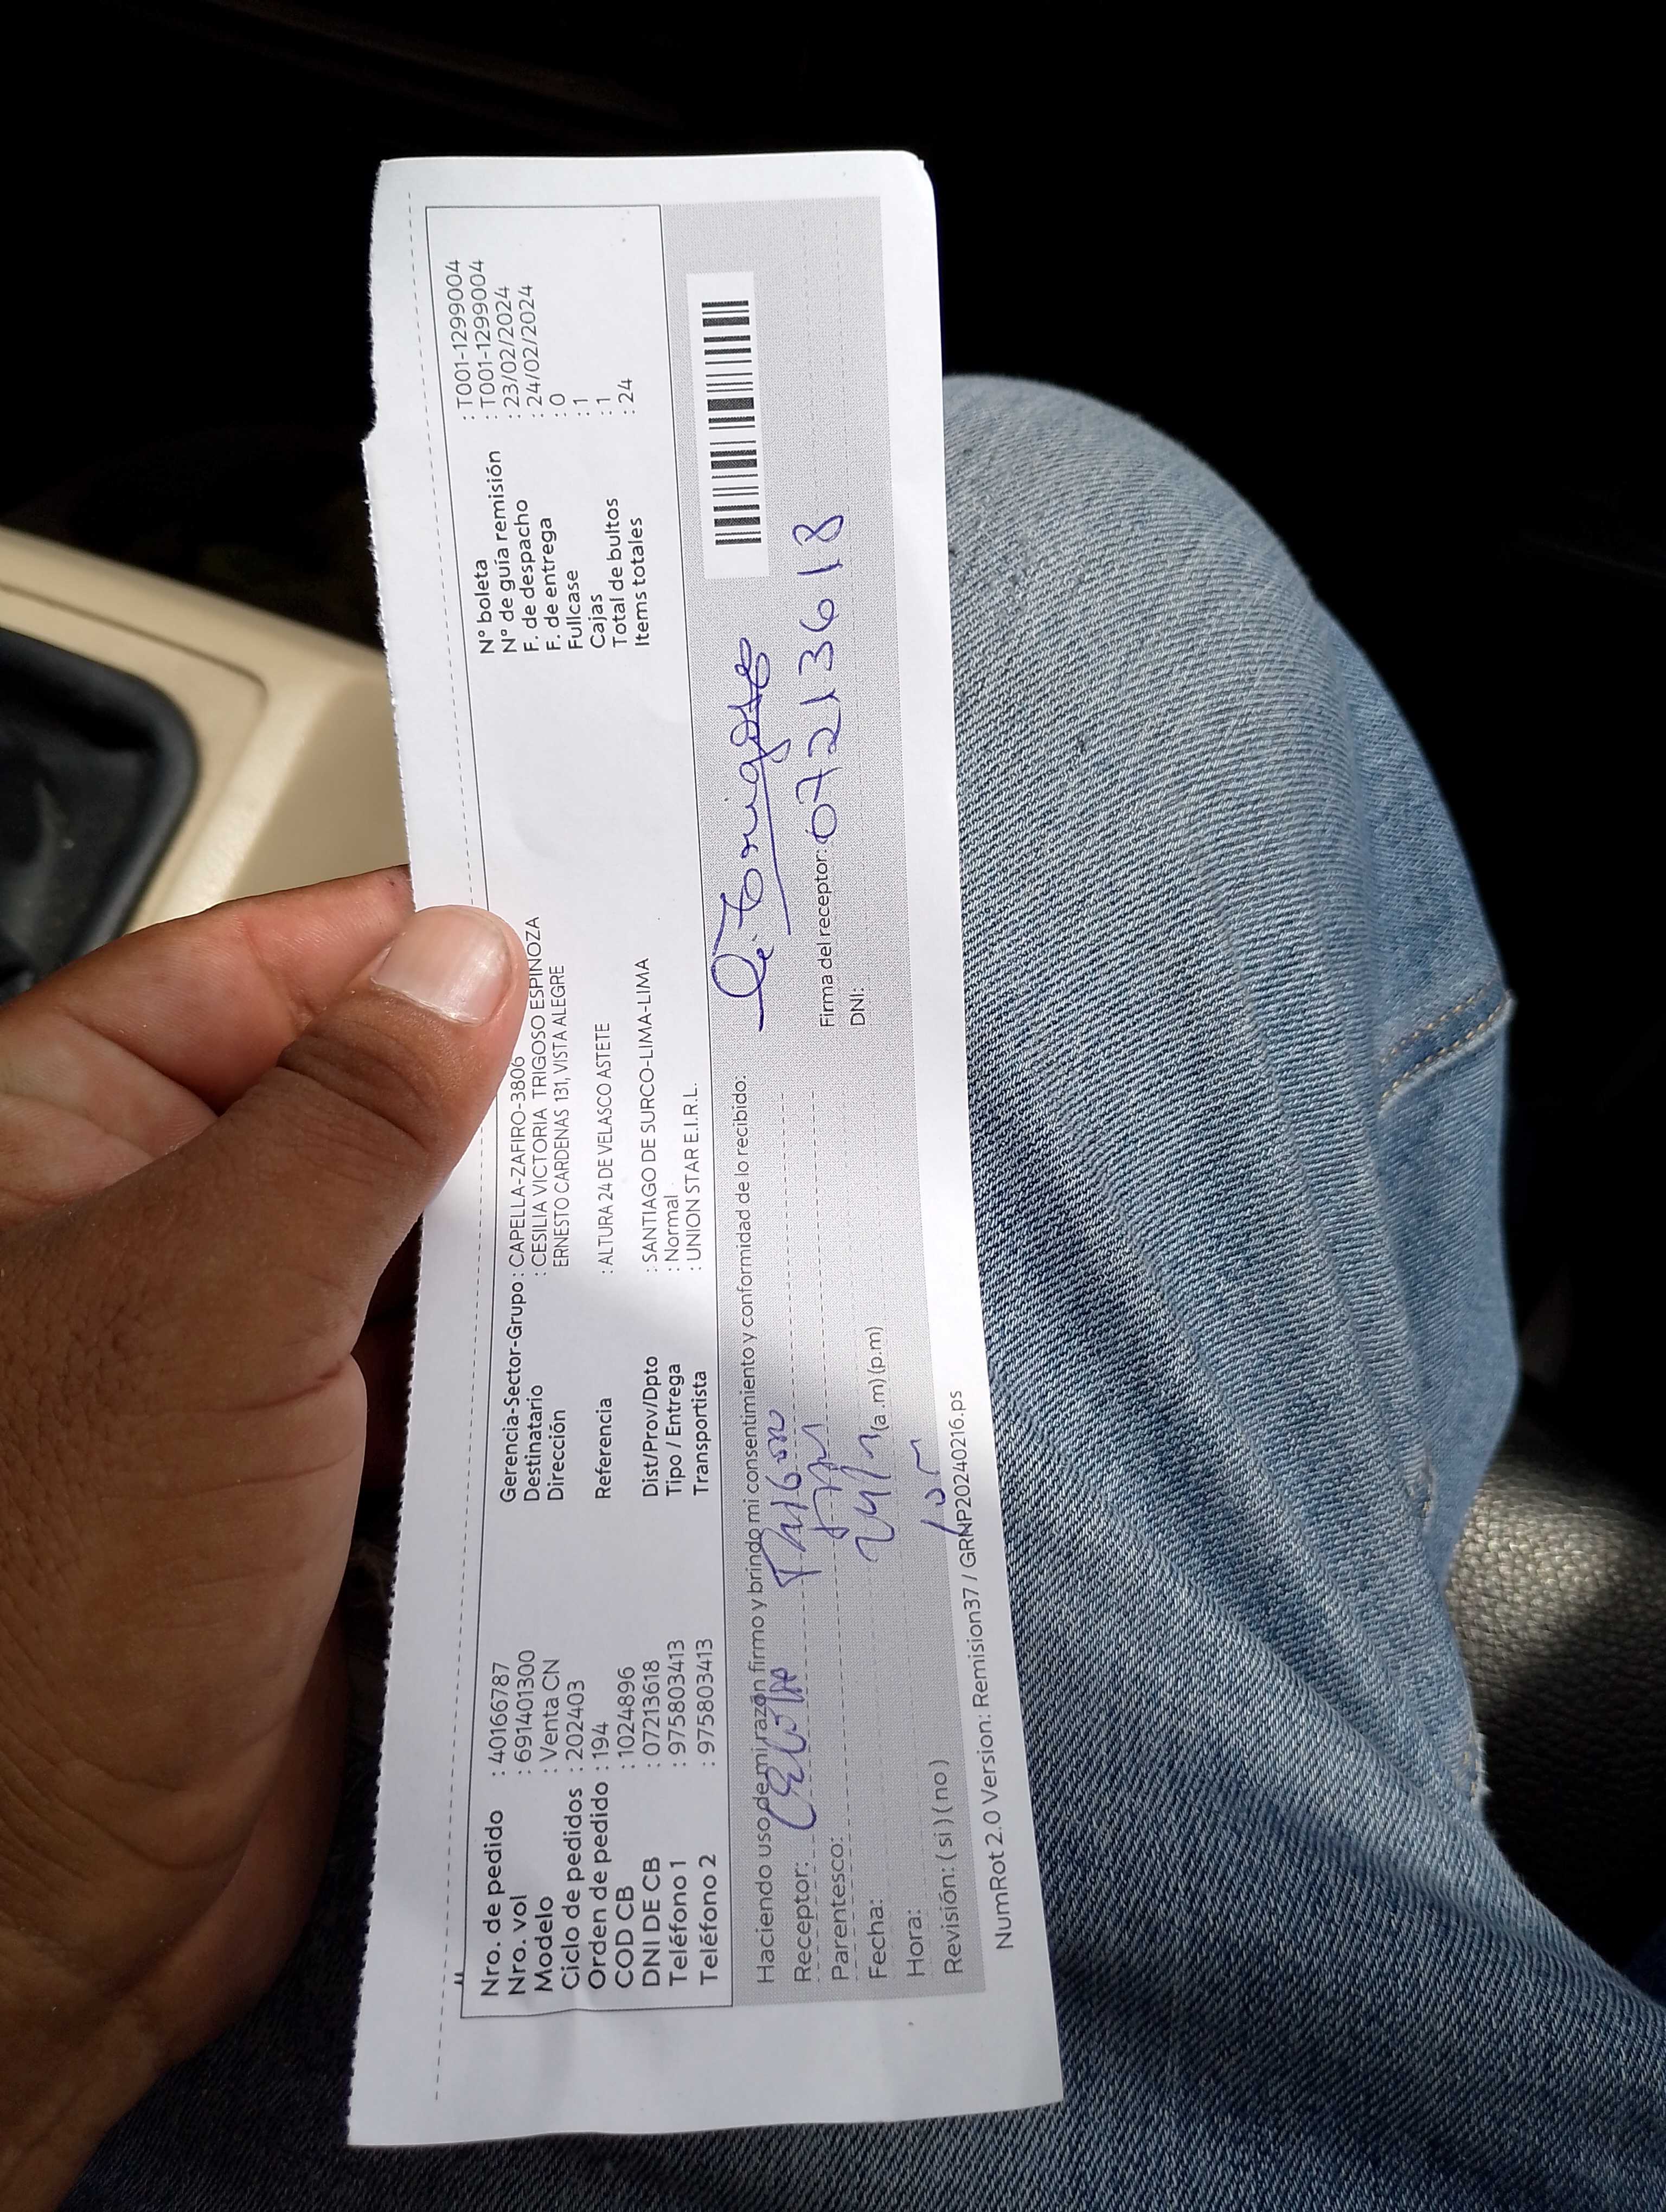 Nro. de pedido : 40166787
Nro. vol : 691401300
Modelo : Venta CN
Ciclo de pedidos : 202403
Orden de pedido : 194
COD CB : 1024896
DNI DE CB : 07213618
Teléfono 1 : 975803413
Teléfono 2 : 975803413
Gerencia-Sector-Grupo : CAPELLA-ZAFIRO-3806
Destinatario : CESILIA VICTORIA TRIGOSO ESPINOZA
Dirección ERNESTO CARDENAS 131, VISTA ALEGRE
Referencia : ALTURA 24 DE VELASCO ASTETE
Dist/Prov/Dpto : SANTIAGO DE SURCO-LIMA-LIMA
Tipo / Entrega : Normal
Transportista : UNION STAR E.I.R.L.
N° boleta : T001-1299004
N° de guía remisión : T001-1299004
F. de despacho : 23/02/2024
F. de entrega : 24/02/2024
Fullcase : 0
Cajas : 1
Total de bultos : 1
Items totales : 24
Haciendo uso de mi razón firmo y brindo mi consentimiento y conformidad de lo recibido:
Receptor:
Parentesco:
Fecha:
Hora: (a.m) (p.m)
Revisión: ( si ) ( no )
Firma del receptor:
DNI: 07213618
NumRot 2.0 Version: Remision37 / GRNP20240216.ps